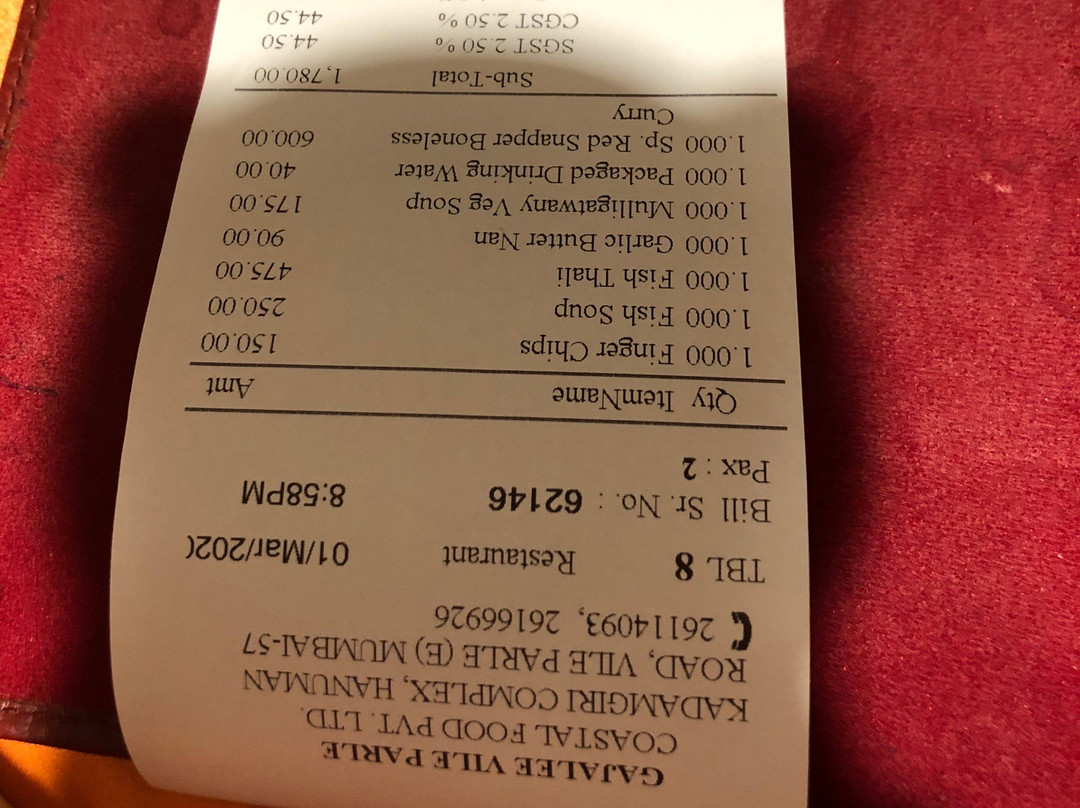 GAJALEE VILE PARLE
COASTAL FOOD PVT. LTD.
KADAMGIRI COMPLEX, HANUMAN
ROAD, VILE PARLE (E) MUMBAI-57
26114093, 26166926
TBL 8 Restaurant 01/Mar/202
Bill Sr. No. : 62146 8:58PM
Pax : 2
Qty ItemName Amt
1.000 Finger Chips 150.00
1.000 Fish Soup 250.00
1.000 Fish Thali 475.00
1.000 Garlic Butter Nan 90.00
1.000 Mulligatwany Veg Soup 175.00
1.000 Packaged Drinking Water 40.00
1.000 Sp. Red Snapper Boneless 600.00
Curry
Sub-Total 1,780.00
SGST 2.50 % 44.50
CGST 2.50 % 44.50